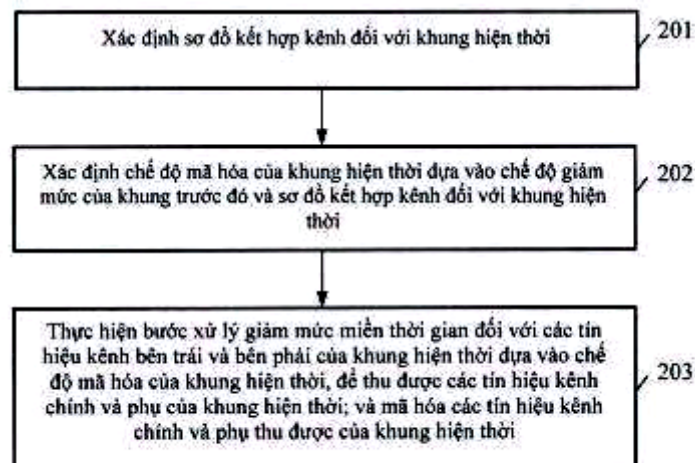 Xác định sơ đồ kết hợp kênh đối với khung hiện thời
201
Xác định chế độ mã hóa của khung hiện thời dựa vào chế độ giảm
mức của khung trước đó và sơ đồ kết hợp kênh đối với khung hiện
thời
202
Thực hiện bước xử lý giảm mức miền thời gian đối với các tín
hiệu kênh bên trái và bên phải của khung hiện thời dựa vào chế
độ mã hóa của khung hiện thời, để thu được các tín hiệu kênh
chính và phụ của khung hiện thời; và mã hóa các tín hiệu kênh
chính và phụ thu được của khung hiện thời
203